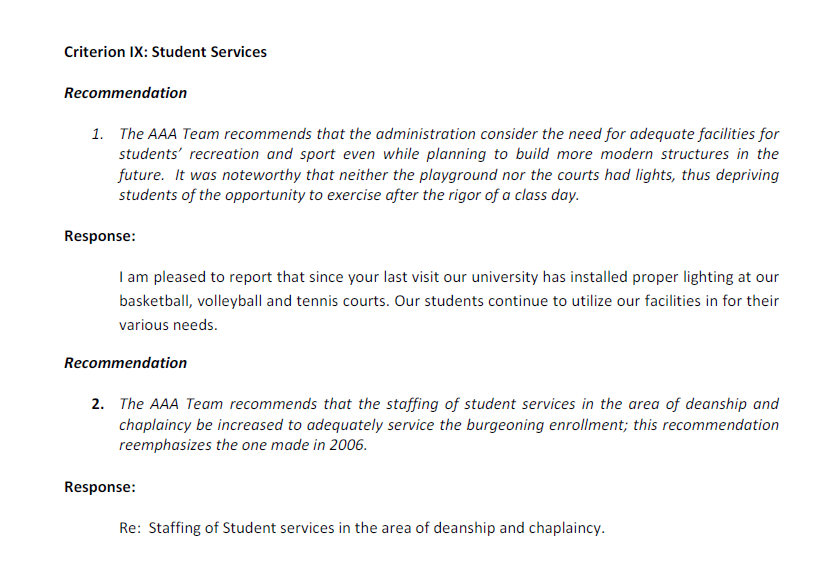 Criterion IX: Student Services
Recommendation
1. The AAA Team recommends that the administration consider the need for adequate facilities for
students’ recreation and sport even while planning to build more modern structures in the
future. It was noteworthy that neither the playground nor the courts had lights, thus depriving
students of the opportunity to exercise after the rigor of a class day.
Response:
I am pleased to report that since your last visit our university has installed proper lighting at our
basketball, volleyball and tennis courts. Our students continue to utilize our facilities in for their
various needs.
Recommendation
2. The AAA Team recommends that the staffing of student services in the area of deanship and
chaplaincy be increased to adequately service the burgeoning enrollment; this recommendation
reemphasizes the one made in 2006.
Response:
Re: Staffing of Student services in the area of deanship and chaplaincy.